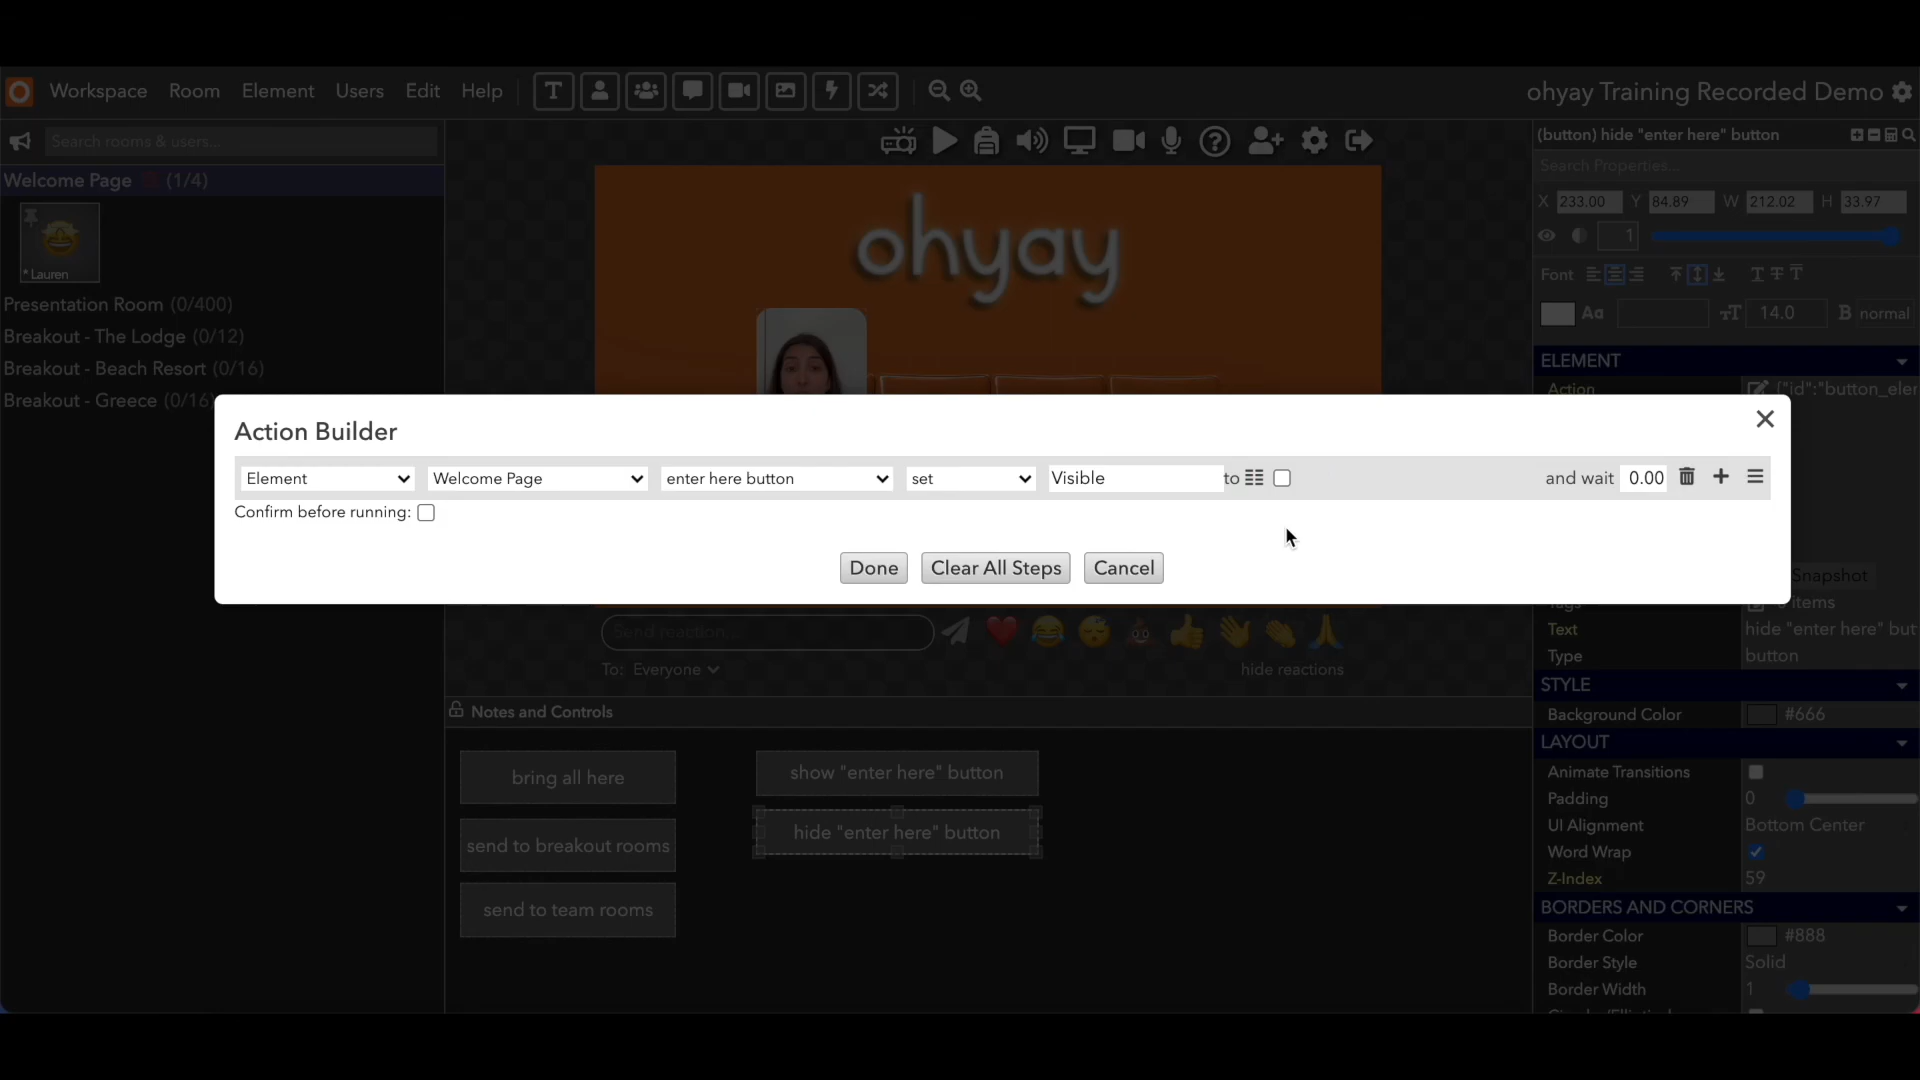 Workspace Room Element Users Edit Help T ohyay Training Recorded Demo
Search rooms & users...
(button) hide "enter here" button
Search Properties...
Welcome Page (1/4)
X 233.00 Y 84.89 W 212.02 H 33.97
1
* Lauren
ohyay
Font
Aa 14.0 B normal
Presentation Room (0/400)
Breakout - The Lodge (0/12)
Breakout - Beach Resort (0/16)
Breakout - Greece (0/16)
ELEMENT
Action {"id":"button_eler
Action Builder
Element Welcome Page enter here button set Visible to and wait 0.00
Confirm before running:
Done Clear All Steps Cancel
Snapshot
Tags items
Text hide "enter here" but
Type button
Send reaction...
To: Everyone hide reactions
STYLE
Background Color #666
LAYOUT
Animate Transitions
Padding 0
UI Alignment Bottom Center
Word Wrap
Z-Index 59
BORDERS AND CORNERS
Border Color #888
Border Style Solid
Border Width 1
Notes and Controls
bring all here
show "enter here" button
hide "enter here" button
send to breakout rooms
send to team rooms